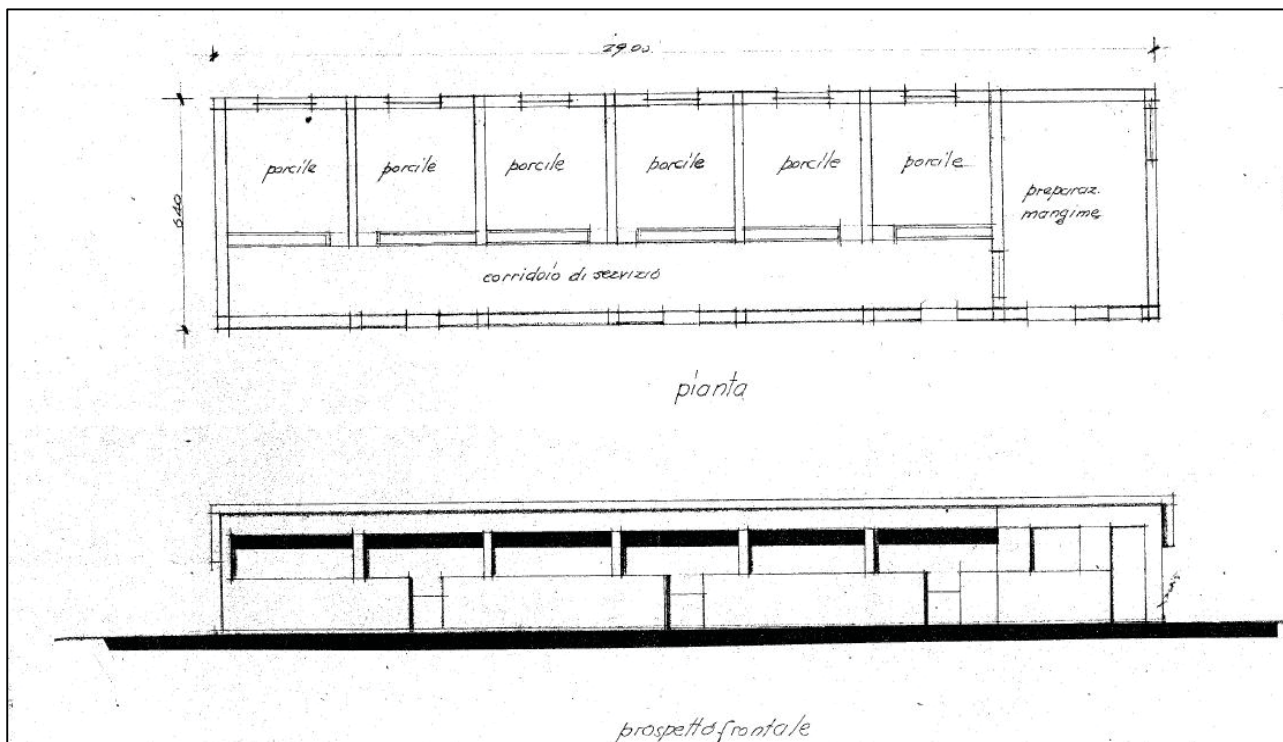 29.00
porcile
porcile
porcile
porcile
porcile
porcile
preparaz.
mangime
6.40
corridoio di servizio
pianta
prospetto frontale